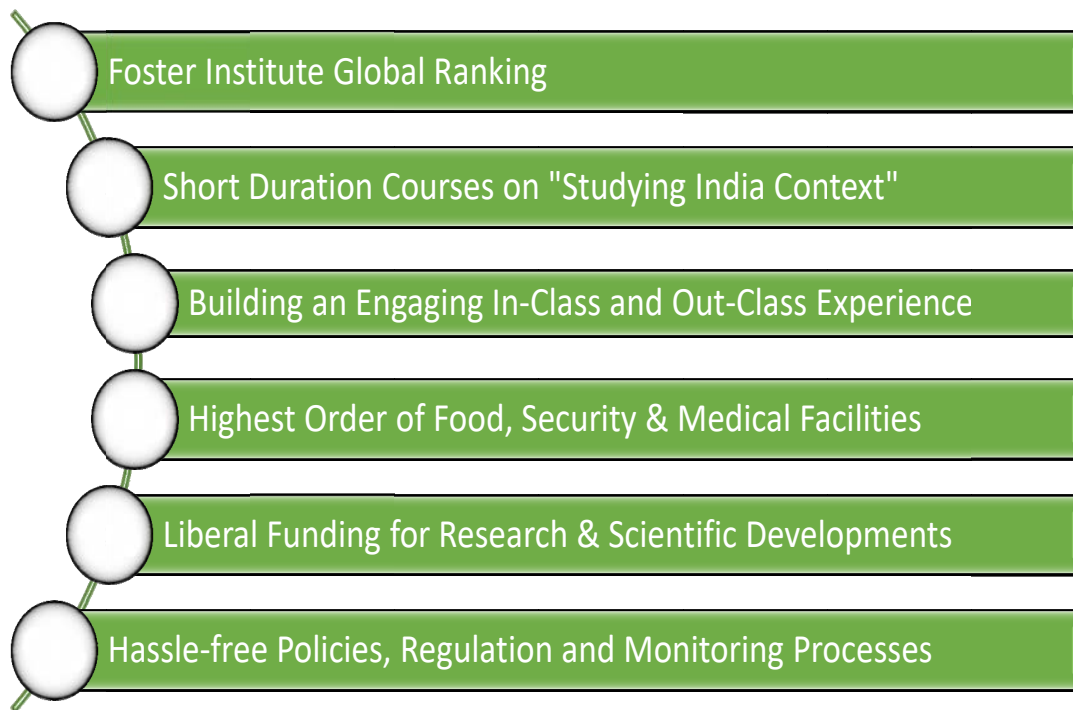 Foster Institute Global Ranking
Short Duration Courses on "Studying India Context"
Building an Engaging In-Class and Out-Class Experience
Highest Order of Food, Security & Medical Facilities
Liberal Funding for Research & Scientific Developments
Hassle-free Policies, Regulation and Monitoring Processes